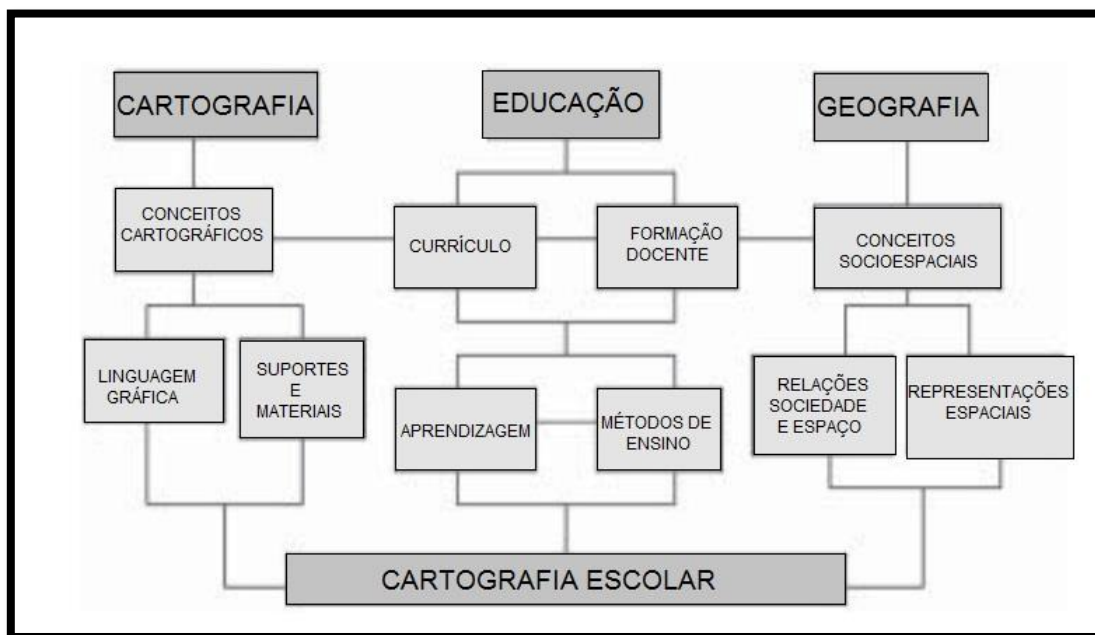 CARTOGRAFIA
EDUCAÇÃO
GEOGRAFIA
CONCEITOS
CARTOGRÁFICOS
CURRÍCULO
FORMAÇÃO
DOCENTE
CONCEITOS
SOCIOESPACIAIS
LINGUAGEM
GRÁFICA
SUPORTES
E
MATERIAIS
APRENDIZAGEM
MÉTODOS DE
ENSINO
RELAÇÕES
SOCIEDADE
E ESPAÇO
REPRESENTAÇÕES
ESPACIAIS
CARTOGRAFIA ESCOLAR